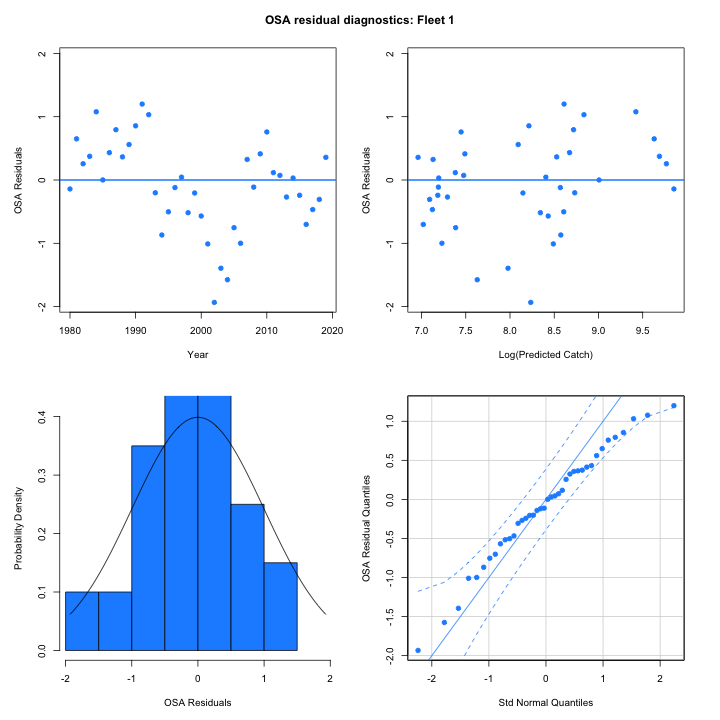 OSA residual diagnostics: Fleet 1
OSA Residuals
2
1
0
-1
-2
1980 1990 2000 2010 2020
Year
OSA Residuals
2
1
0
-1
-2
7.0 7.5 8.0 8.5 9.0 9.5
Log(Predicted Catch)
Probability Density
0.4
0.3
0.2
0.1
0.0
-2 -1 0 1 2
OSA Residuals
OSA Residual Quantiles
1.0
0.5
0.0
-0.5
-1.0
-1.5
-2.0
-2 -1 0 1 2
Std Normal Quantiles